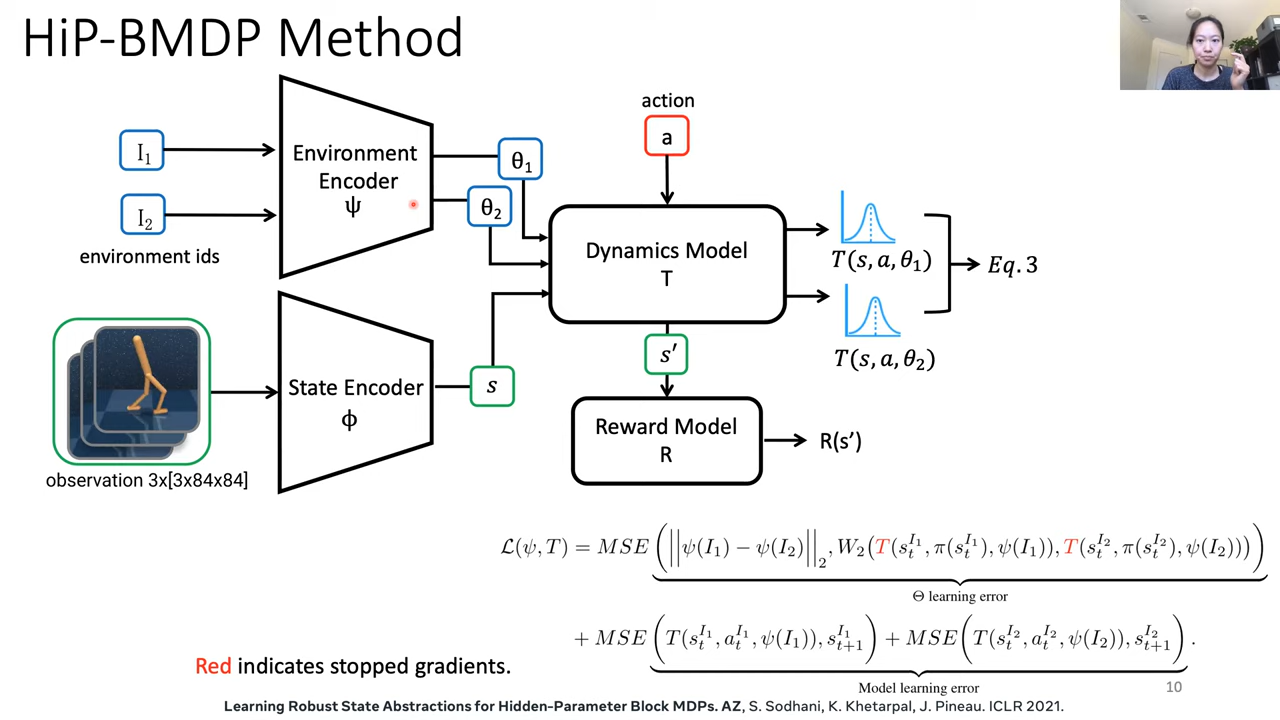 HiP-BMDP Method
action
a
I₁
I₂
environment ids
Environment
Encoder
ψ
θ₁
θ₂
Dynamics Model
T
T(s, a, θ₁)
T(s, a, θ₂)
Eq. 3
observation 3x[3x84x84]
State Encoder
ϕ
s
s′
Reward Model
R
R(s′)
ℒ(ψ, T) = MSE(||ψ(I₁) − ψ(I₂)||₂, W₂(T(s_t^{I₁}, π(s_t^{I₁}), ψ(I₁)), T(s_t^{I₂}, π(s_t^{I₂}), ψ(I₂))))
Θ learning error
+ MSE(T(s_t^{I₁}, a_t^{I₁}, ψ(I₁)), s_{t+1}^{I₁}) + MSE(T(s_t^{I₂}, a_t^{I₂}, ψ(I₂)), s_{t+1}^{I₂}).
Model learning error
Red indicates stopped gradients.
10
Learning Robust State Abstractions for Hidden-Parameter Block MDPs. AZ, S. Sodhani, K. Khetarpal, J. Pineau. ICLR 2021.